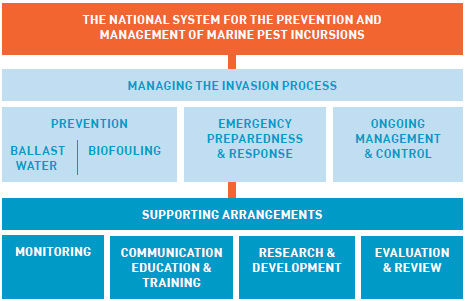 THE NATIONAL SYSTEM FOR THE PREVENTION AND
MANAGEMENT OF MARINE PEST INCURSIONS
MANAGING THE INVASION PROCESS
PREVENTION
BALLAST
WATER
BIOFOULING
EMERGENCY
PREPAREDNESS
& RESPONSE
ONGOING
MANAGEMENT
& CONTROL
SUPPORTING ARRANGEMENTS
MONITORING
COMMUNICATION
EDUCATION &
TRAINING
RESEARCH &
DEVELOPMENT
EVALUATION
& REVIEW